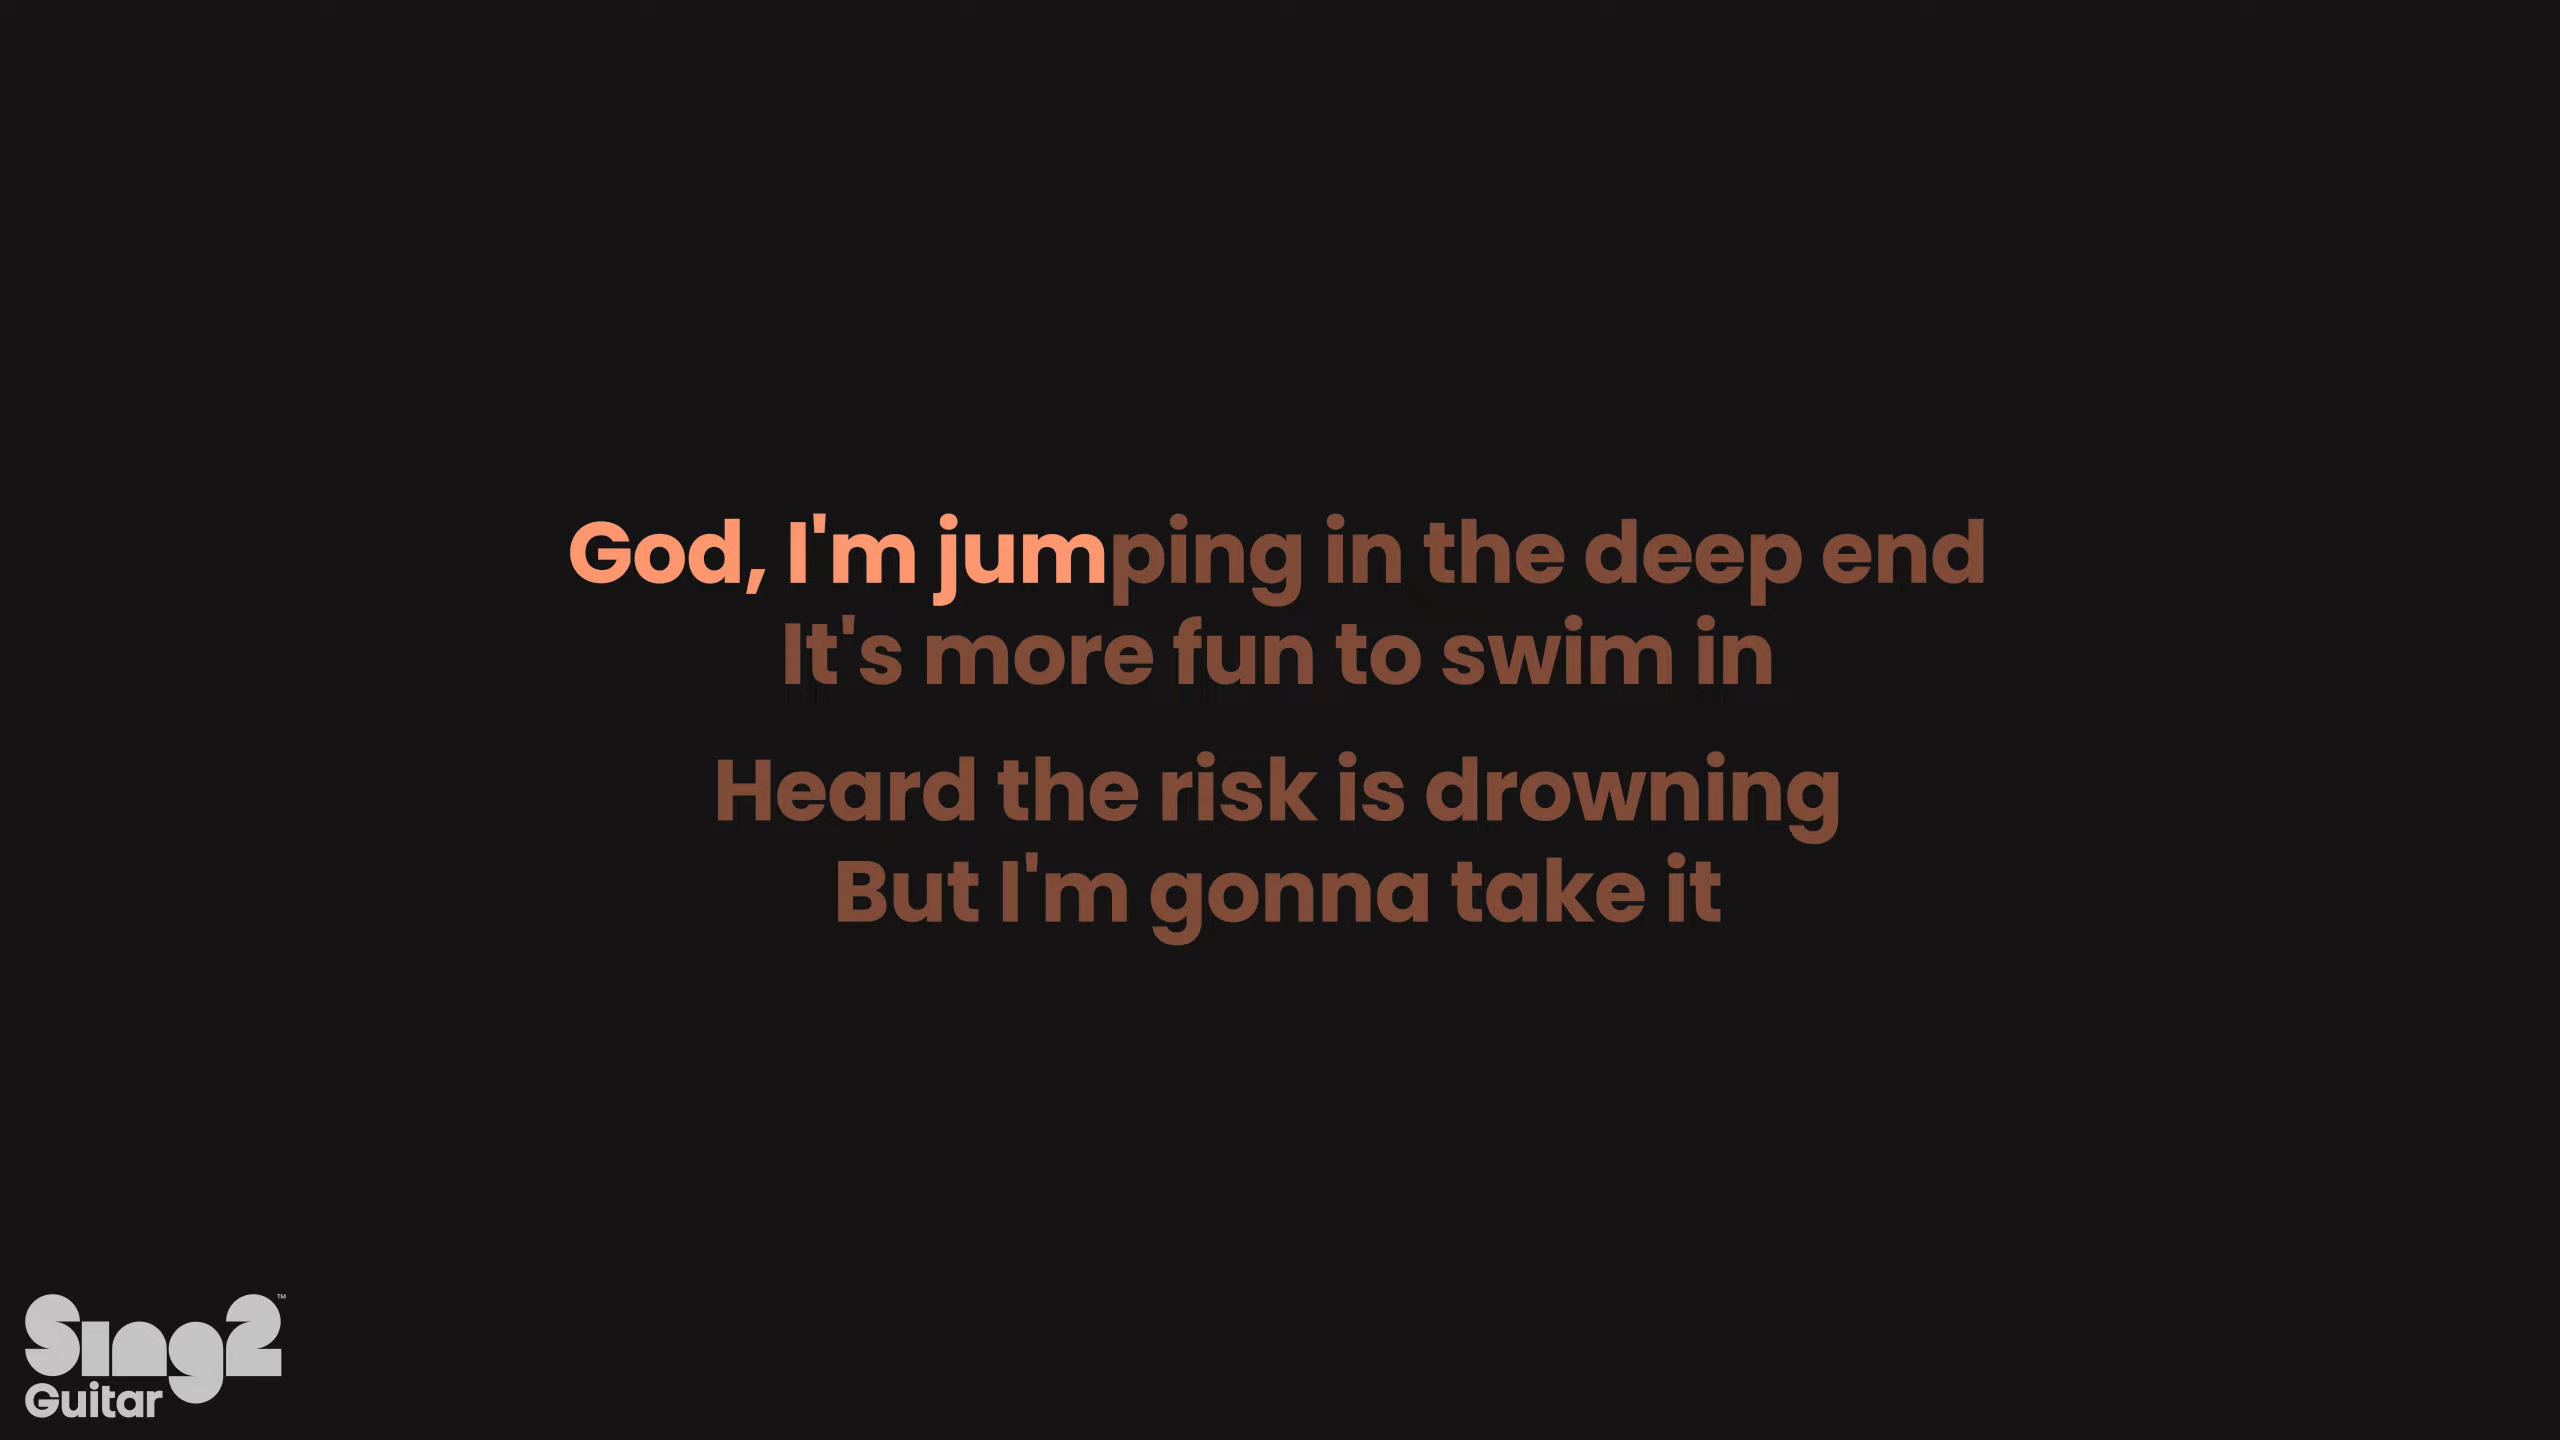 God, I'm jumping in the deep end
It's more fun to swim in
Heard the risk is drowning
But I'm gonna take it
Sing2™
Guitar